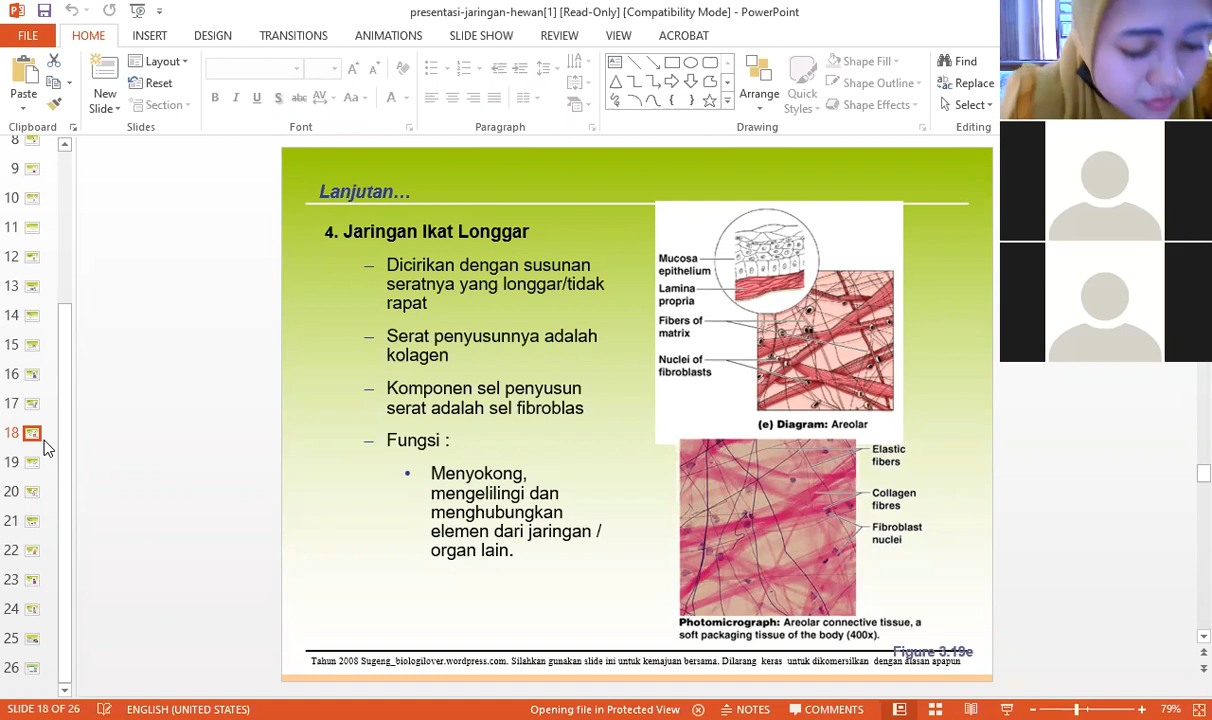 presentasi-jaringan-hewan[1] [Read-Only] [Compatibility Mode] - PowerPoint
FILE HOME INSERT DESIGN TRANSITIONS ANIMATIONS SLIDE SHOW REVIEW VIEW ACROBAT
Paste
New
Slide
Layout
Reset
Section
B I U S abc AV Aa A
Arrange
Quick
Styles
Shape Fill
Shape Outline
Shape Effects
Find
Replace
Select
Clipboard Slides Font Paragraph Drawing Editing
8
9
10
11
12
13
14
15
16
17
18
19
20
21
22
23
24
25
26
Lanjutan…
4. Jaringan Ikat Longgar
– Dicirikan dengan susunan
seratnya yang longgar/tidak
rapat
– Serat penyusunnya adalah
kolagen
– Komponen sel penyusun
serat adalah sel fibroblas
– Fungsi :
• Menyokong,
mengelilingi dan
menghubungkan
elemen dari jaringan /
organ lain.
Mucosa
epithelium
Lamina
propria
Fibers of
matrix
Nuclei of
fibroblasts
(e) Diagram: Areolar
Elastic
fibers
Collagen
fibres
Fibroblast
nuclei
Photomicrograph: Areolar connective tissue, a
soft packaging tissue of the body (400x).
Figure 3.19e
Tahun 2008 Sugeng_biologilover.wordpress.com. Silahkan gunakan slide ini untuk kemajuan bersama. Dilarang keras untuk dikomersilkan dengan alasan apapun
SLIDE 18 OF 26 ENGLISH (UNITED STATES) Opening file in Protected View NOTES COMMENTS 79%